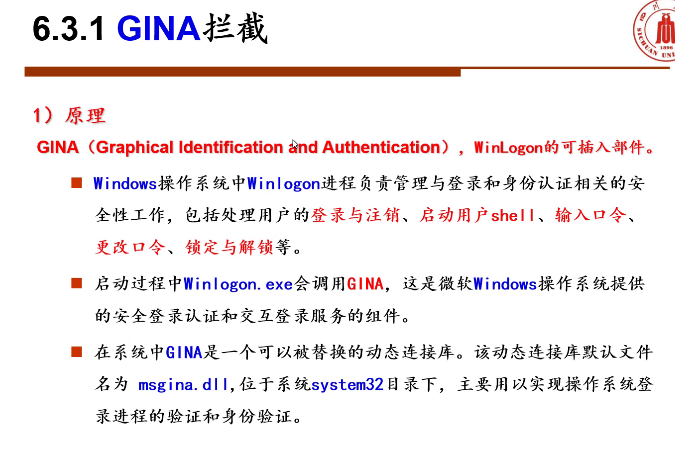 6.3.1 GINA拦截
1）原理
GINA（Graphical Identification and Authentication），WinLogon的可插入部件。
Windows操作系统中Winlogon进程负责管理与登录和身份认证相关的安
全性工作，包括处理用户的登录与注销、启动用户shell、输入口令、
更改口令、锁定与解锁等。
启动过程中Winlogon.exe会调用GINA，这是微软Windows操作系统提供
的安全登录认证和交互登录服务的组件。
在系统中GINA是一个可以被替换的动态连接库。该动态连接库默认文件
名为 msgina.dll,位于系统system32目录下，主要用以实现操作系统登
录进程的验证和身份验证。